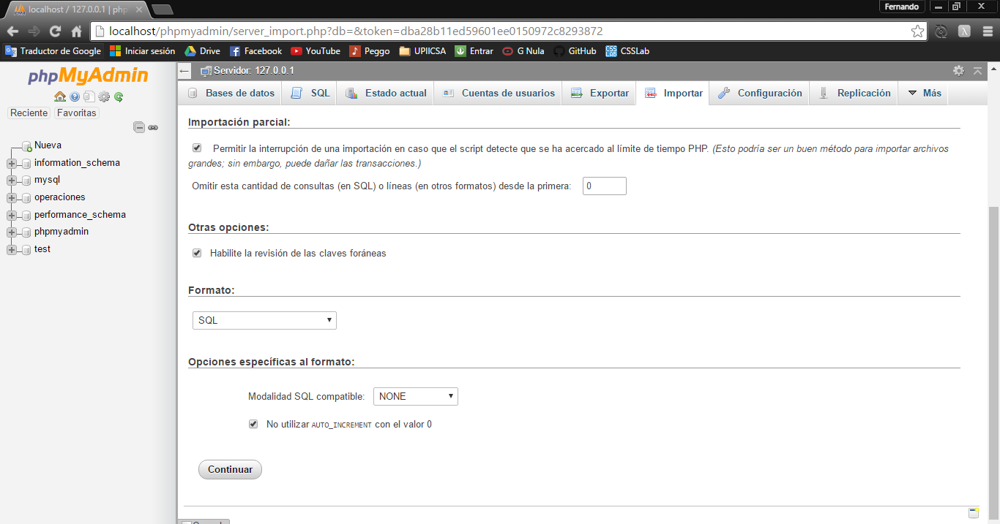 localhost / 127.0.0.1 | php
Fernando
localhost/phpmyadmin/server_import.php?db=&token=dba28b11ed59601ee0150972c8293872
Traductor de Google Iniciar sesión Drive Facebook YouTube Peggo UPIICSA Entrar G Nula GitHub CSSLab
phpMyAdmin
Reciente Favoritas
Nueva
information_schema
mysql
operaciones
performance_schema
phpmyadmin
test
Servidor: 127.0.0.1
Bases de datos SQL Estado actual Cuentas de usuarios Exportar Importar Configuración Replicación Más
Importación parcial:
Permitir la interrupción de una importación en caso que el script detecte que se ha acercado al límite de tiempo PHP. (Esto podría ser un buen método para importar archivos
grandes; sin embargo, puede dañar las transacciones.)
Omitir esta cantidad de consultas (en SQL) o líneas (en otros formatos) desde la primera: 0
Otras opciones:
Habilite la revisión de las claves foráneas
Formato:
SQL
Opciones específicas al formato:
Modalidad SQL compatible: NONE
No utilizar AUTO_INCREMENT con el valor 0
Continuar